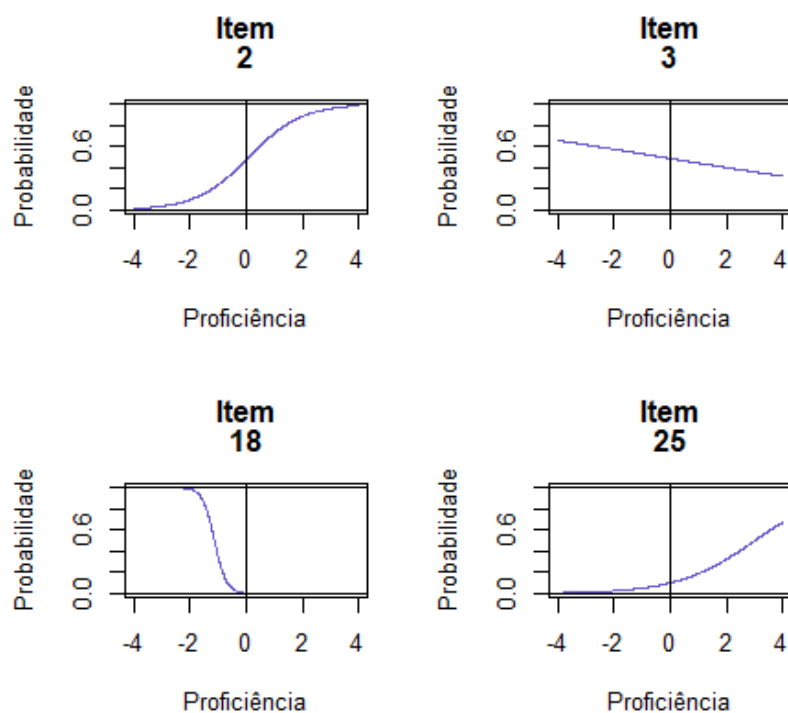 Item
2
Probabilidade
0.0 0.6
-4 -2 0 2 4
Proficiência
Item
3
Probabilidade
0.0 0.6
-4 -2 0 2 4
Proficiência
Item
18
Probabilidade
0.0 0.6
-4 -2 0 2 4
Proficiência
Item
25
Probabilidade
0.0 0.6
-4 -2 0 2 4
Proficiência